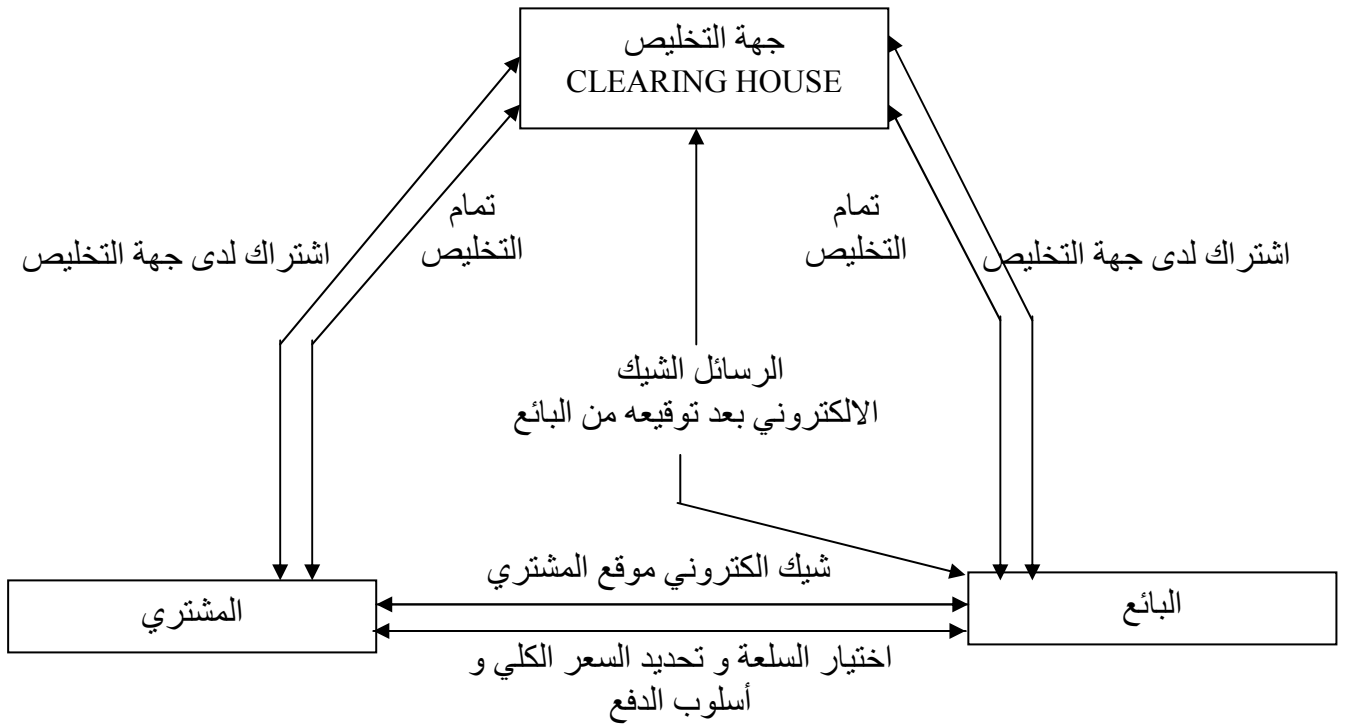 جهة التخليص
CLEARING HOUSE
تمام
التخليص
اشتراك لدى جهة التخليص
تمام
التخليص
اشتراك لدى جهة التخليص
الرسائل الشيك
الالكتروني بعد توقيعه من البائع
شيك الكتروني موقع المشتري
البائع
المشتري
اختيار السلعة و تحديد السعر الكلي و
أسلوب الدفع